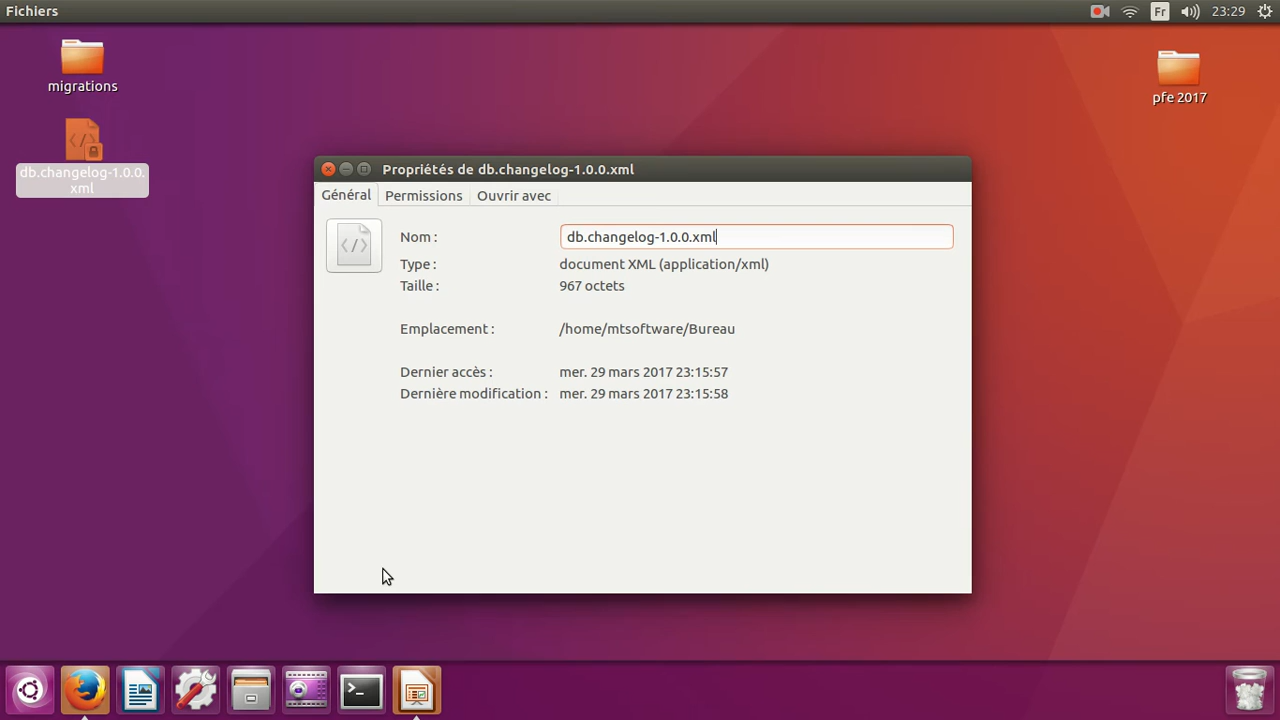 Fichiers
Fr
23:29
migrations
pfe 2017
db.changelog-1.0.0.
xml
Propriétés de db.changelog-1.0.0.xml
Général
Permissions
Ouvrir avec
Nom :
db.changelog-1.0.0.xml
Type :
document XML (application/xml)
Taille :
967 octets
Emplacement :
/home/mtsoftware/Bureau
Dernier accès :
mer. 29 mars 2017 23:15:57
Dernière modification :
mer. 29 mars 2017 23:15:58